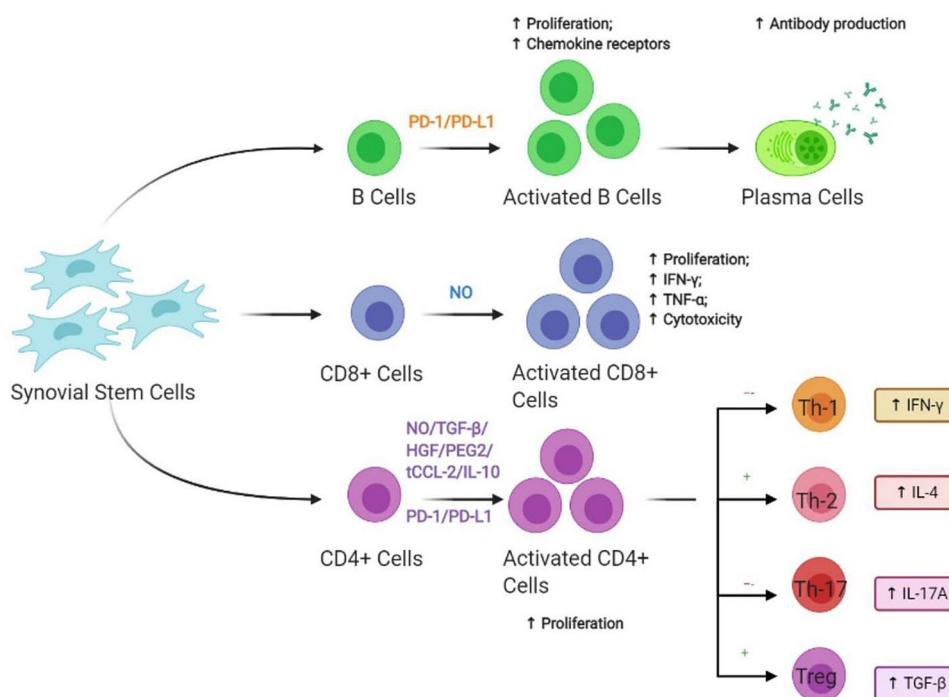 ↑ Proliferation;
↑ Chemokine receptors
↑ Antibody production
PD-1/PD-L1
B Cells
Activated B Cells
Plasma Cells
NO
↑ Proliferation;
↑ IFN-γ;
↑ TNF-α;
↑ Cytotoxicity
Synovial Stem Cells
CD8+ Cells
Activated CD8+
Cells
NO/TGF-β/
HGF/PEG2/
tCCL-2/IL-10
PD-1/PD-L1
CD4+ Cells
Activated CD4+
Cells
↑ Proliferation
--
Th-1
↑ IFN-γ
+
Th-2
↑ IL-4
--
Th-17
↑ IL-17A
+
Treg
↑ TGF-β